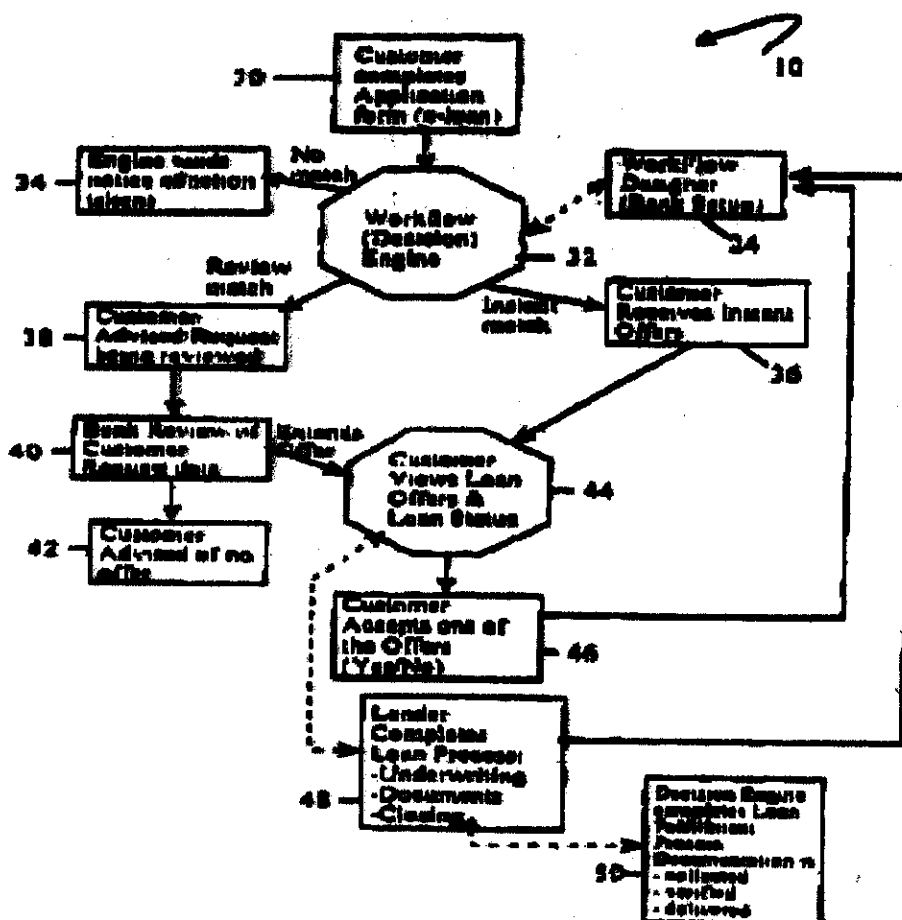 10
30
Customer
completes
Application
form (e-loan)
34
Engine sends
notice of action
No
match
Workflow
(Decision)
Engine
32
Workflow
Designer
(Bank Setup)
24
Review
match
Instant
match
38
Customer
Advised Request
being reviewed
Customer
Receives Instant
Offers
36
40
Bank Review of
Customer
Request data
Extends
Offer
Customer
Views Loan
Offers &
Loan Status
44
42
Customer
Advised of no
offer
Customer
Accepts one of
the Offers
(Yes/No)
46
Lender
Completes
Loan Process:
-Underwriting
-Documents
-Closing
48
Decision Engine
completes Loan
Fulfillment
Process
Documentation is
- collected
- verified
- delivered
50